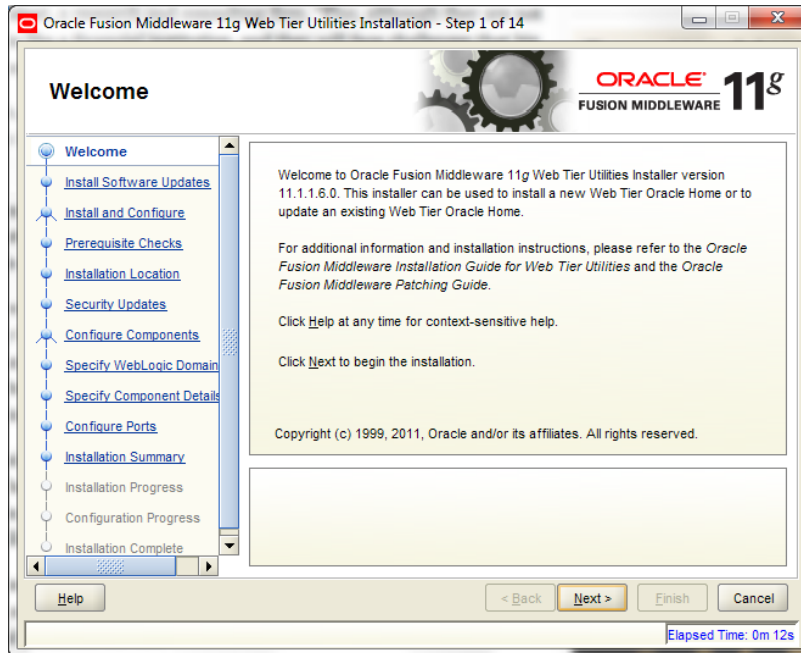 Oracle Fusion Middleware 11g Web Tier Utilities Installation - Step 1 of 14
Welcome
ORACLE
FUSION MIDDLEWARE 11g
Welcome
Install Software Updates
Install and Configure
Prerequisite Checks
Installation Location
Security Updates
Configure Components
Specify WebLogic Domain
Specify Component Details
Configure Ports
Installation Summary
Installation Progress
Configuration Progress
Installation Complete
Welcome to Oracle Fusion Middleware 11g Web Tier Utilities Installer version
11.1.1.6.0. This installer can be used to install a new Web Tier Oracle Home or to
update an existing Web Tier Oracle Home.
For additional information and installation instructions, please refer to the Oracle
Fusion Middleware Installation Guide for Web Tier Utilities and the Oracle
Fusion Middleware Patching Guide.
Click Help at any time for context-sensitive help.
Click Next to begin the installation.
Copyright (c) 1999, 2011, Oracle and/or its affiliates. All rights reserved.
Help
< Back
Next >
Finish
Cancel
Elapsed Time: 0m 12s